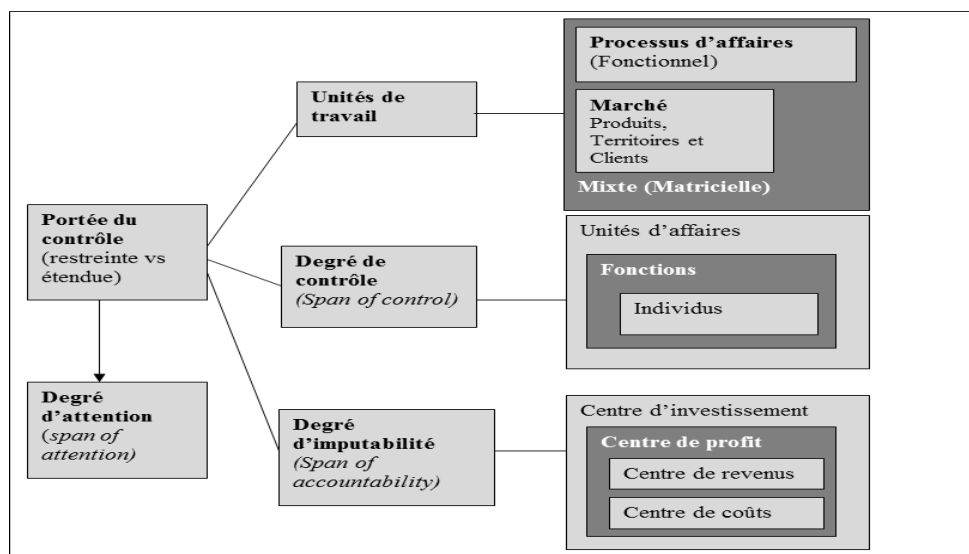 Processus d'affaires
(Fonctionnel)
Unités de
travail
Marché
Produits,
Territoires et
Clients
Mixte (Matricielle)
Portée du
contrôle
(restreinte vs
étendue)
Degré de
contrôle
(Span of control)
Unités d'affaires
Fonctions
Individus
Degré
d'attention
(span of
attention)
Degré
d'imputabilité
(Span of
accountability)
Centre d'investissement
Centre de profit
Centre de revenus
Centre de coûts